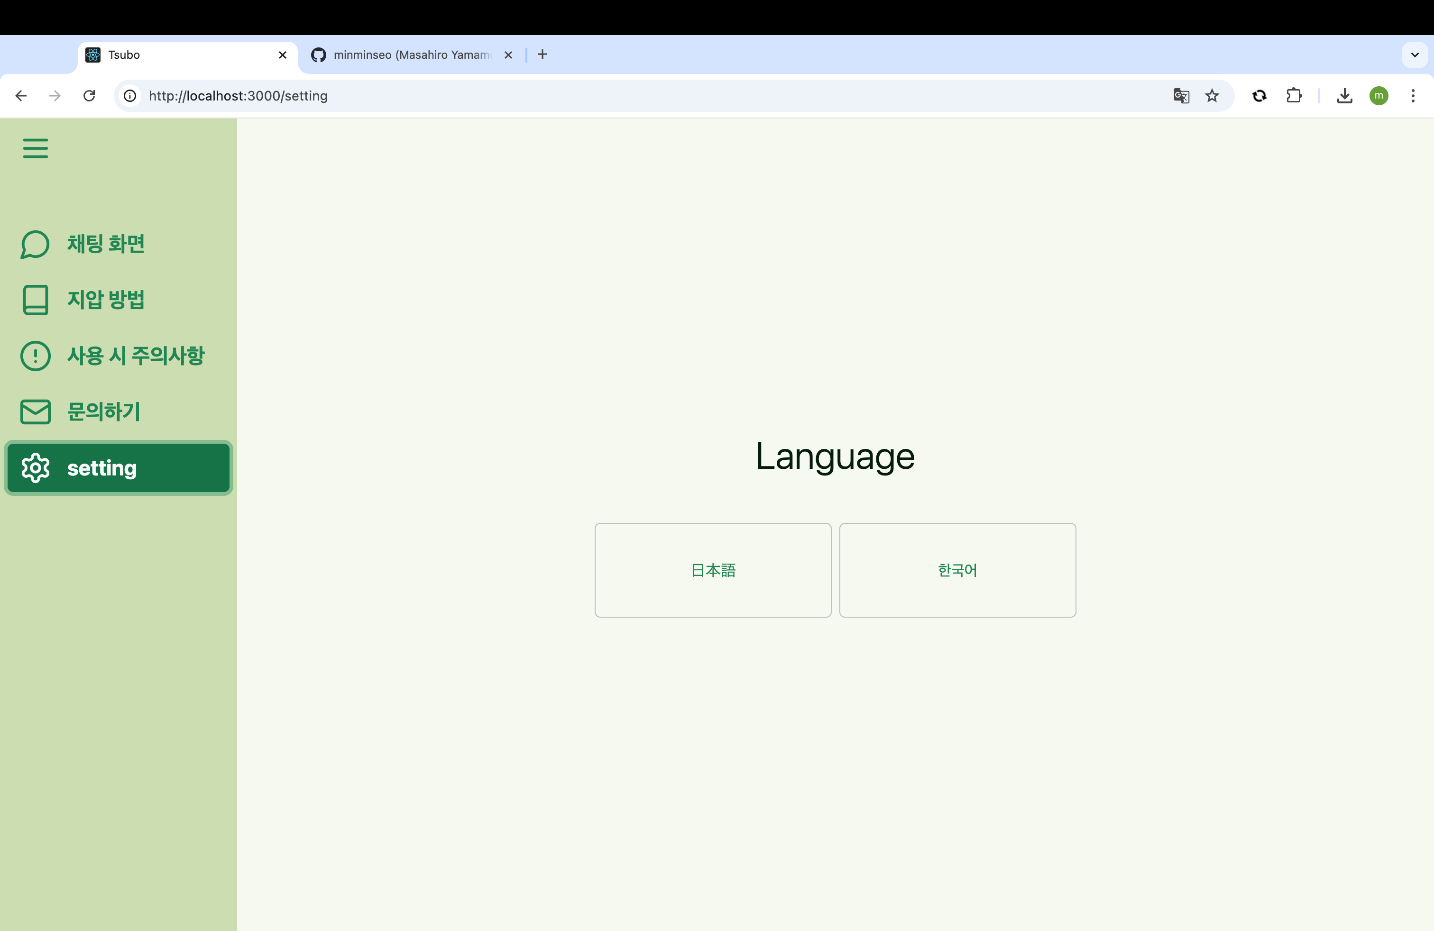 Tsubo
minminseo (Masahiro Yamam
http://localhost:3000/setting
m
채팅 화면
지압 방법
사용 시 주의사항
문의하기
setting
Language
日本語
한국어